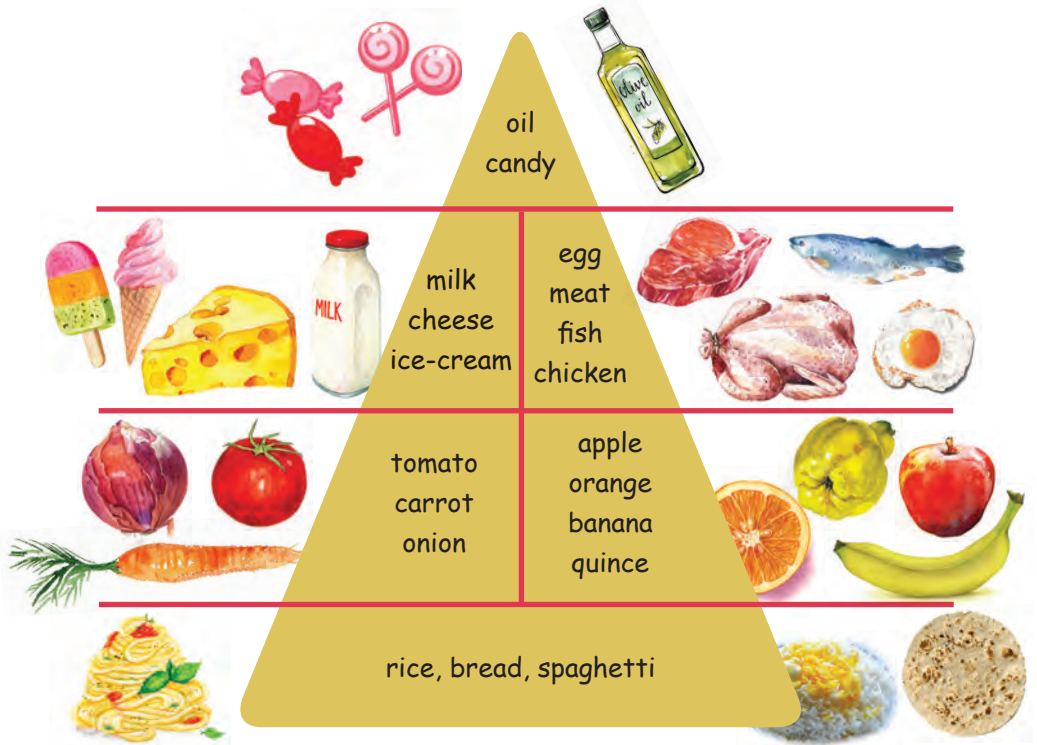 oil
candy
olive
oil
milk
cheese
ice-cream
MILK
egg
meat
fish
chicken
tomato
carrot
onion
apple
orange
banana
quince
rice, bread, spaghetti